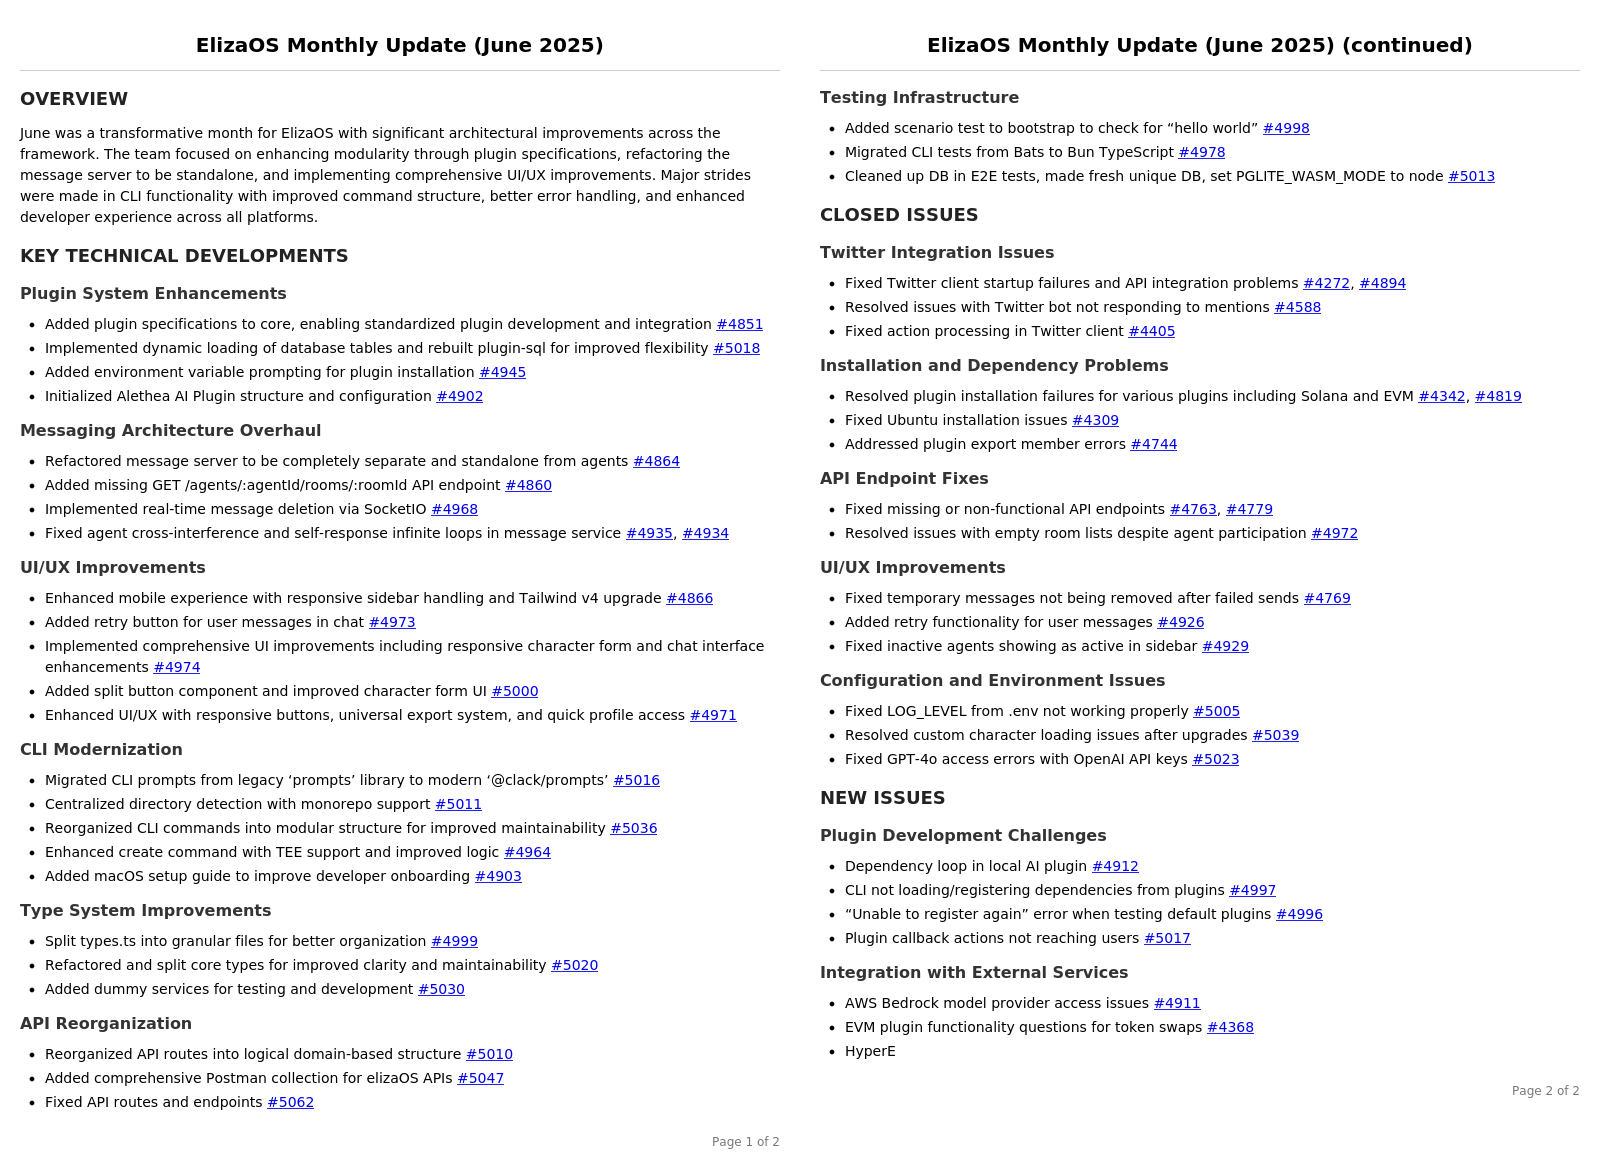 ElizaOS Monthly Update (June 2025)
OVERVIEW
June was a transformative month for ElizaOS with significant architectural improvements across the
framework. The team focused on enhancing modularity through plugin specifications, refactoring the
message server to be standalone, and implementing comprehensive UI/UX improvements. Major strides
were made in CLI functionality with improved command structure, better error handling, and enhanced
developer experience across all platforms.
KEY TECHNICAL DEVELOPMENTS
Plugin System Enhancements
• Added plugin specifications to core, enabling standardized plugin development and integration #4851
• Implemented dynamic loading of database tables and rebuilt plugin-sql for improved flexibility #5018
• Added environment variable prompting for plugin installation #4945
• Initialized Alethea AI Plugin structure and configuration #4902
Messaging Architecture Overhaul
• Refactored message server to be completely separate and standalone from agents #4864
• Added missing GET /agents/:agentId/rooms/:roomId API endpoint #4860
• Implemented real-time message deletion via SocketIO #4968
• Fixed agent cross-interference and self-response infinite loops in message service #4935, #4934
UI/UX Improvements
• Enhanced mobile experience with responsive sidebar handling and Tailwind v4 upgrade #4866
• Added retry button for user messages in chat #4973
• Implemented comprehensive UI improvements including responsive character form and chat interface
enhancements #4974
• Added split button component and improved character form UI #5000
• Enhanced UI/UX with responsive buttons, universal export system, and quick profile access #4971
CLI Modernization
• Migrated CLI prompts from legacy ‘prompts’ library to modern ‘@clack/prompts’ #5016
• Centralized directory detection with monorepo support #5011
• Reorganized CLI commands into modular structure for improved maintainability #5036
• Enhanced create command with TEE support and improved logic #4964
• Added macOS setup guide to improve developer onboarding #4903
Type System Improvements
• Split types.ts into granular files for better organization #4999
• Refactored and split core types for improved clarity and maintainability #5020
• Added dummy services for testing and development #5030
API Reorganization
• Reorganized API routes into logical domain-based structure #5010
• Added comprehensive Postman collection for elizaOS APIs #5047
• Fixed API routes and endpoints #5062
Page 1 of 2
ElizaOS Monthly Update (June 2025) (continued)
Testing Infrastructure
• Added scenario test to bootstrap to check for “hello world” #4998
• Migrated CLI tests from Bats to Bun TypeScript #4978
• Cleaned up DB in E2E tests, made fresh unique DB, set PGLITE_WASM_MODE to node #5013
CLOSED ISSUES
Twitter Integration Issues
• Fixed Twitter client startup failures and API integration problems #4272, #4894
• Resolved issues with Twitter bot not responding to mentions #4588
• Fixed action processing in Twitter client #4405
Installation and Dependency Problems
• Resolved plugin installation failures for various plugins including Solana and EVM #4342, #4819
• Fixed Ubuntu installation issues #4309
• Addressed plugin export member errors #4744
API Endpoint Fixes
• Fixed missing or non-functional API endpoints #4763, #4779
• Resolved issues with empty room lists despite agent participation #4972
UI/UX Improvements
• Fixed temporary messages not being removed after failed sends #4769
• Added retry functionality for user messages #4926
• Fixed inactive agents showing as active in sidebar #4929
Configuration and Environment Issues
• Fixed LOG_LEVEL from .env not working properly #5005
• Resolved custom character loading issues after upgrades #5039
• Fixed GPT-4o access errors with OpenAI API keys #5023
NEW ISSUES
Plugin Development Challenges
• Dependency loop in local AI plugin #4912
• CLI not loading/registering dependencies from plugins #4997
• “Unable to register again” error when testing default plugins #4996
• Plugin callback actions not reaching users #5017
Integration with External Services
• AWS Bedrock model provider access issues #4911
• EVM plugin functionality questions for token swaps #4368
• HyperE
Page 2 of 2